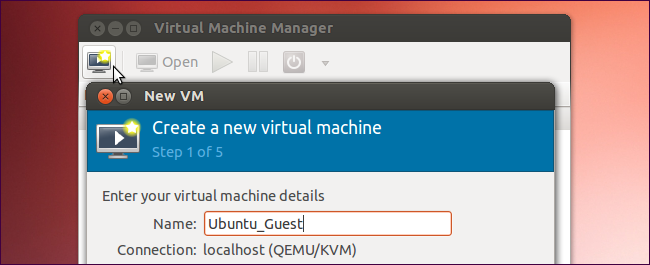 Virtual Machine Manager
Open
New VM
Create a new virtual machine
Step 1 of 5
Enter your virtual machine details
Name: Ubuntu_Guest
Connection: localhost (QEMU/KVM)